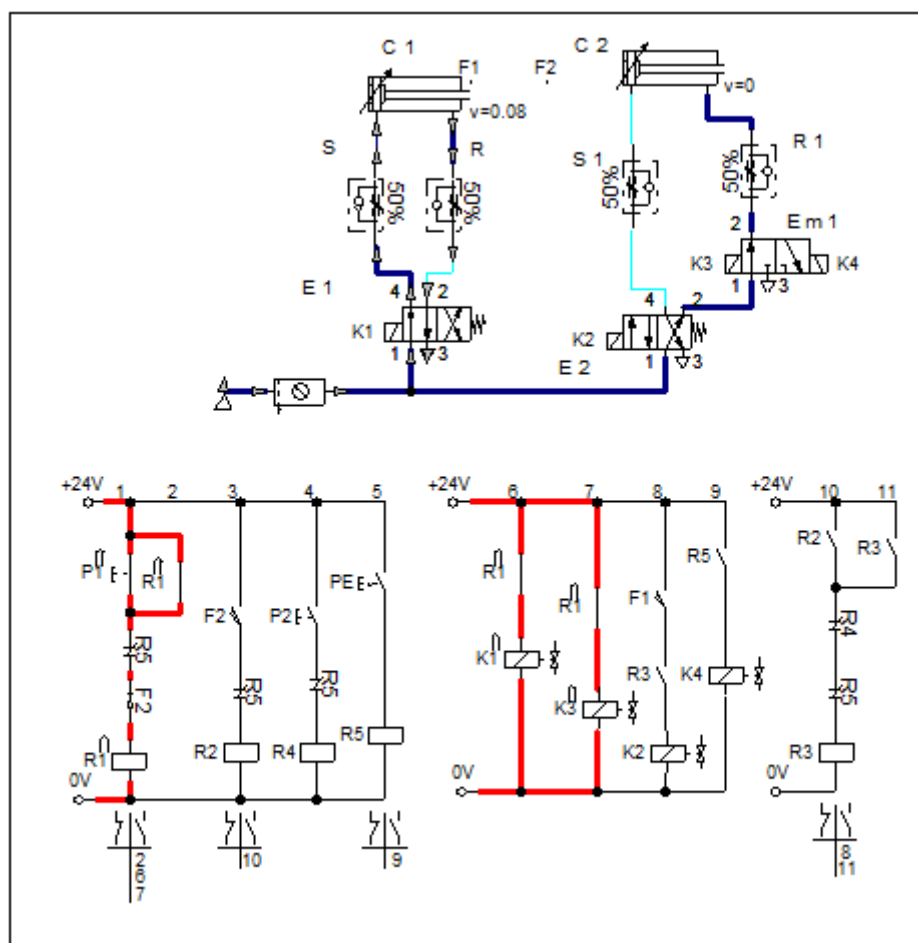 C 1 F1 F2 C 2
v=0.08 v=0
S R S 1 R 1
50% 50% 50% 50%
2 E m 1
K3 K4
E 1 4 2 1 3
K1 4 2
1 3 K2 1 3
E 2
+24V 1 2 3 4 5 +24V 6 7 8 9 +24V 10 11
P1 R1 F2 P2 PE R1 R1 F1 R5 R2 R3
R5 R5 R5 K1 R3 K4 R4
F2 K3 R5
R1 R2 R4 R5 K2 R3
0V 0V 0V
2 10 9 8
6 11
7